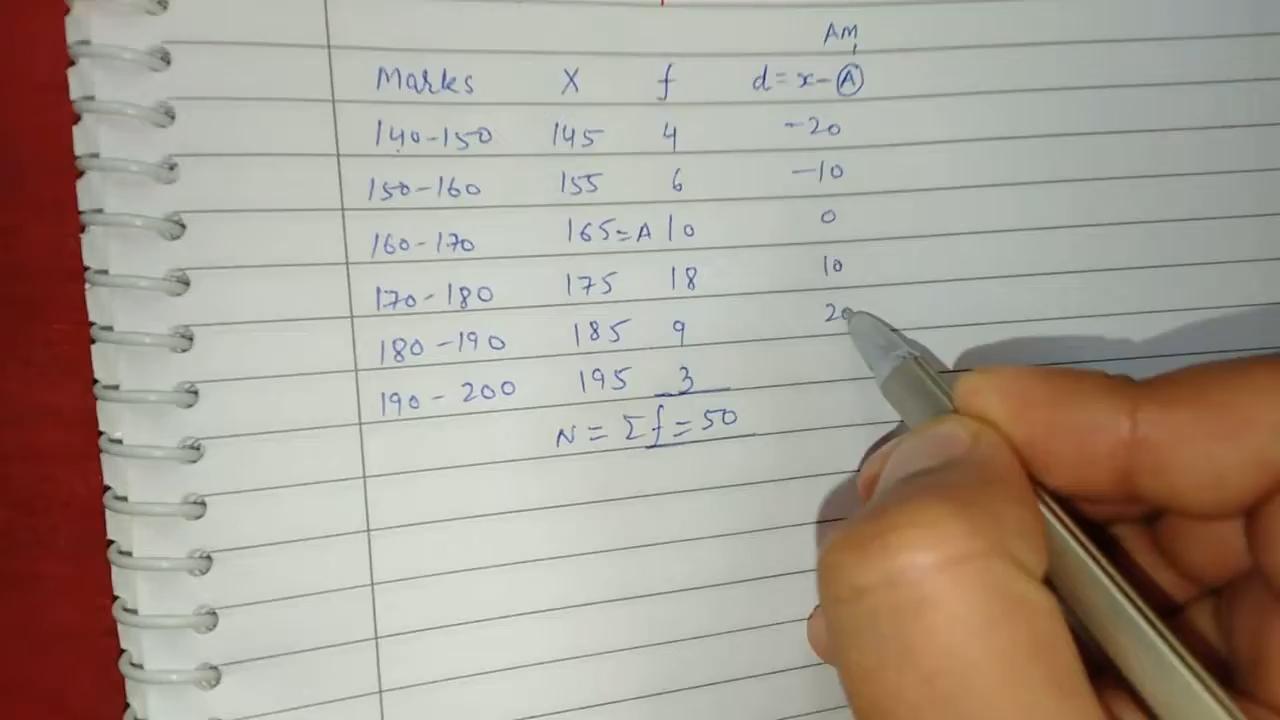 AM
Marks X f d = x - A
140-150 145 4 -20
150-160 155 6 -10
160-170 165=A 10 0
170-180 175 18 10
180-190 185 9 20
190-200 195 3
N = Σf = 50